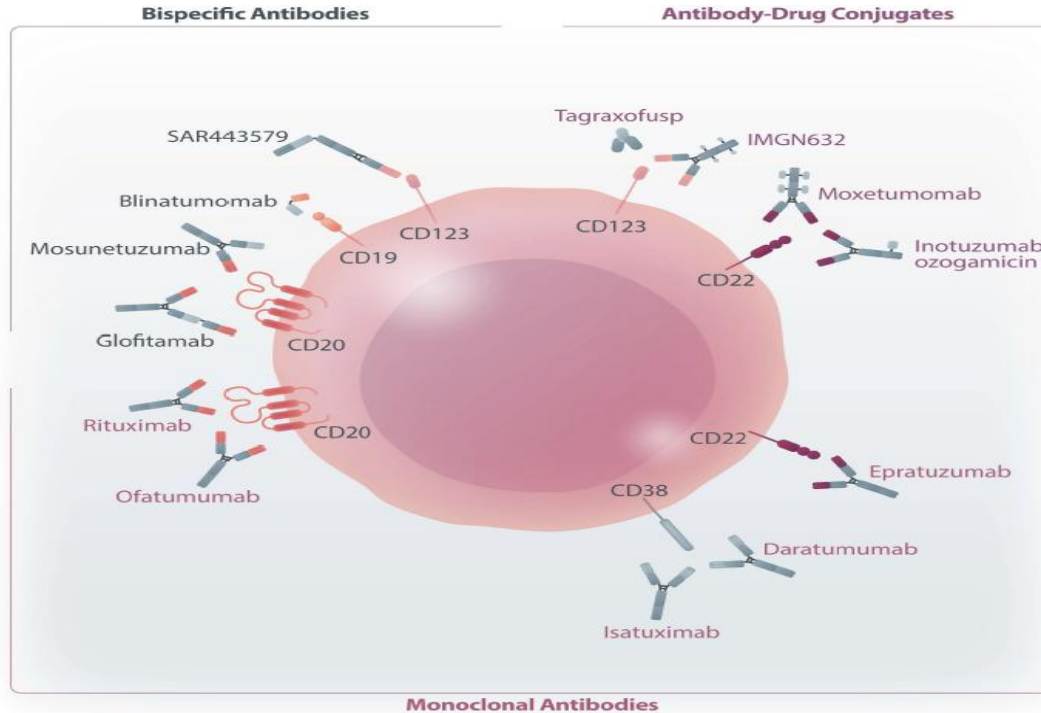 Bispecific Antibodies
Antibody-Drug Conjugates
SAR443579
Blinatumomab
Mosunetuzumab
Glofitamab
CD123
CD19
CD20
Tagraxofusp
IMGN632
Moxetumomab
Inotuzumab
ozogamicin
CD123
CD22
Rituximab
Ofatumumab
CD20
CD22
Epratuzumab
CD38
Daratumumab
Isatuximab
Monoclonal Antibodies